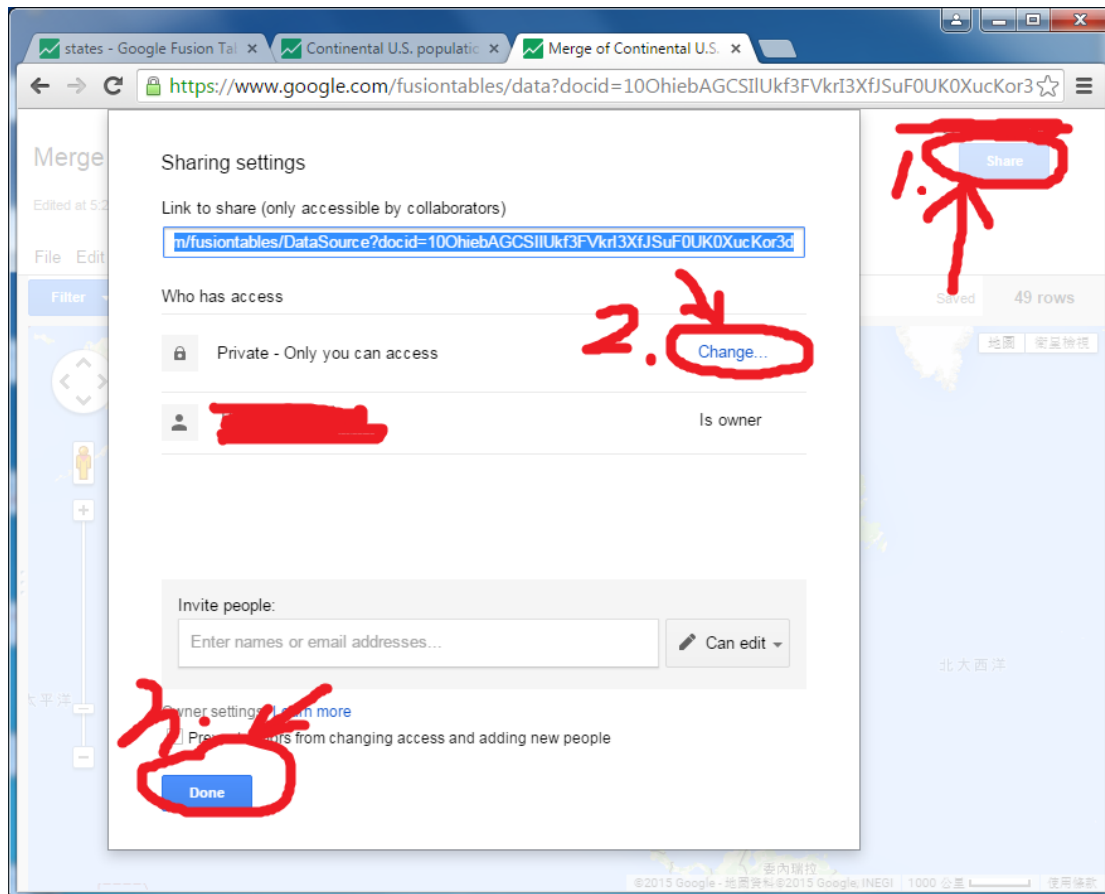 states - Google Fusion Tal
Continental U.S. populatic
Merge of Continental U.S.
https://www.google.com/fusiontables/data?docid=10OhiebAGCSIlUkf3FVkrI3XfJSuF0UK0XucKor3
Merge
Sharing settings
1.
Share
Edited at 5:2
Link to share (only accessible by collaborators)
m/fusiontables/DataSource?docid=10OhiebAGCSIlUkf3FVkrI3XfJSuF0UK0XucKor3d
File Edit
Filter
Who has access
Saved
49 rows
2.
地圖
衛星檢視
Private - Only you can access
Change...
Is owner
Invite people:
Enter names or email addresses...
Can edit
北大西洋
太平洋
3.
Owner settings Learn more
from changing access and adding new people
Done
委內瑞拉
©2015 Google - 地圖資料©2015 Google, INEGI
1000 公里
使用條款